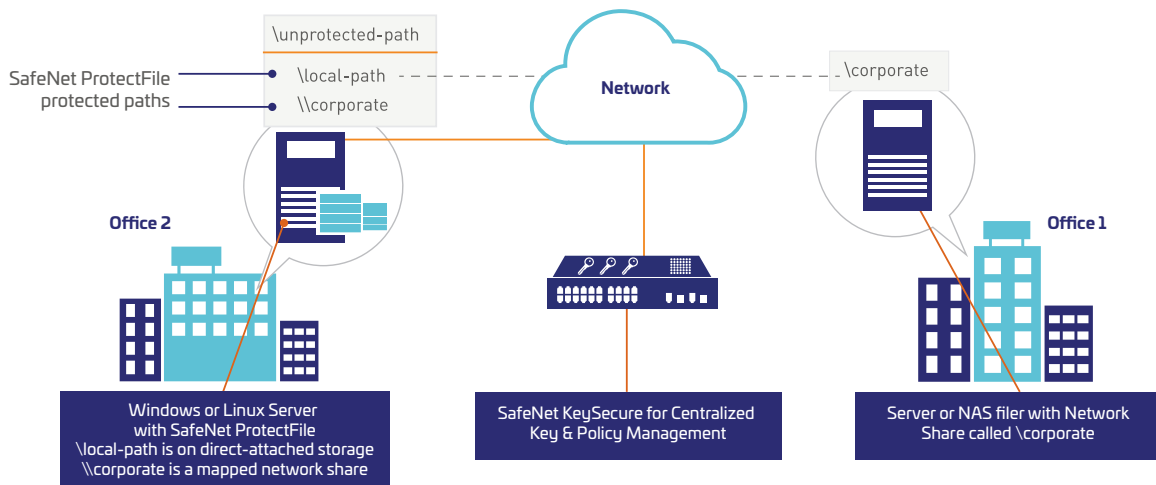 \unprotected-path
SafeNet ProtectFile
protected paths
\local-path
\\corporate
Network
\corporate
Office 2
Office 1
Windows or Linux Server
with SafeNet ProtectFile
\local-path is on direct-attached storage
\\corporate is a mapped network share
SafeNet KeySecure for Centralized
Key & Policy Management
Server or NAS filer with Network
Share called \corporate